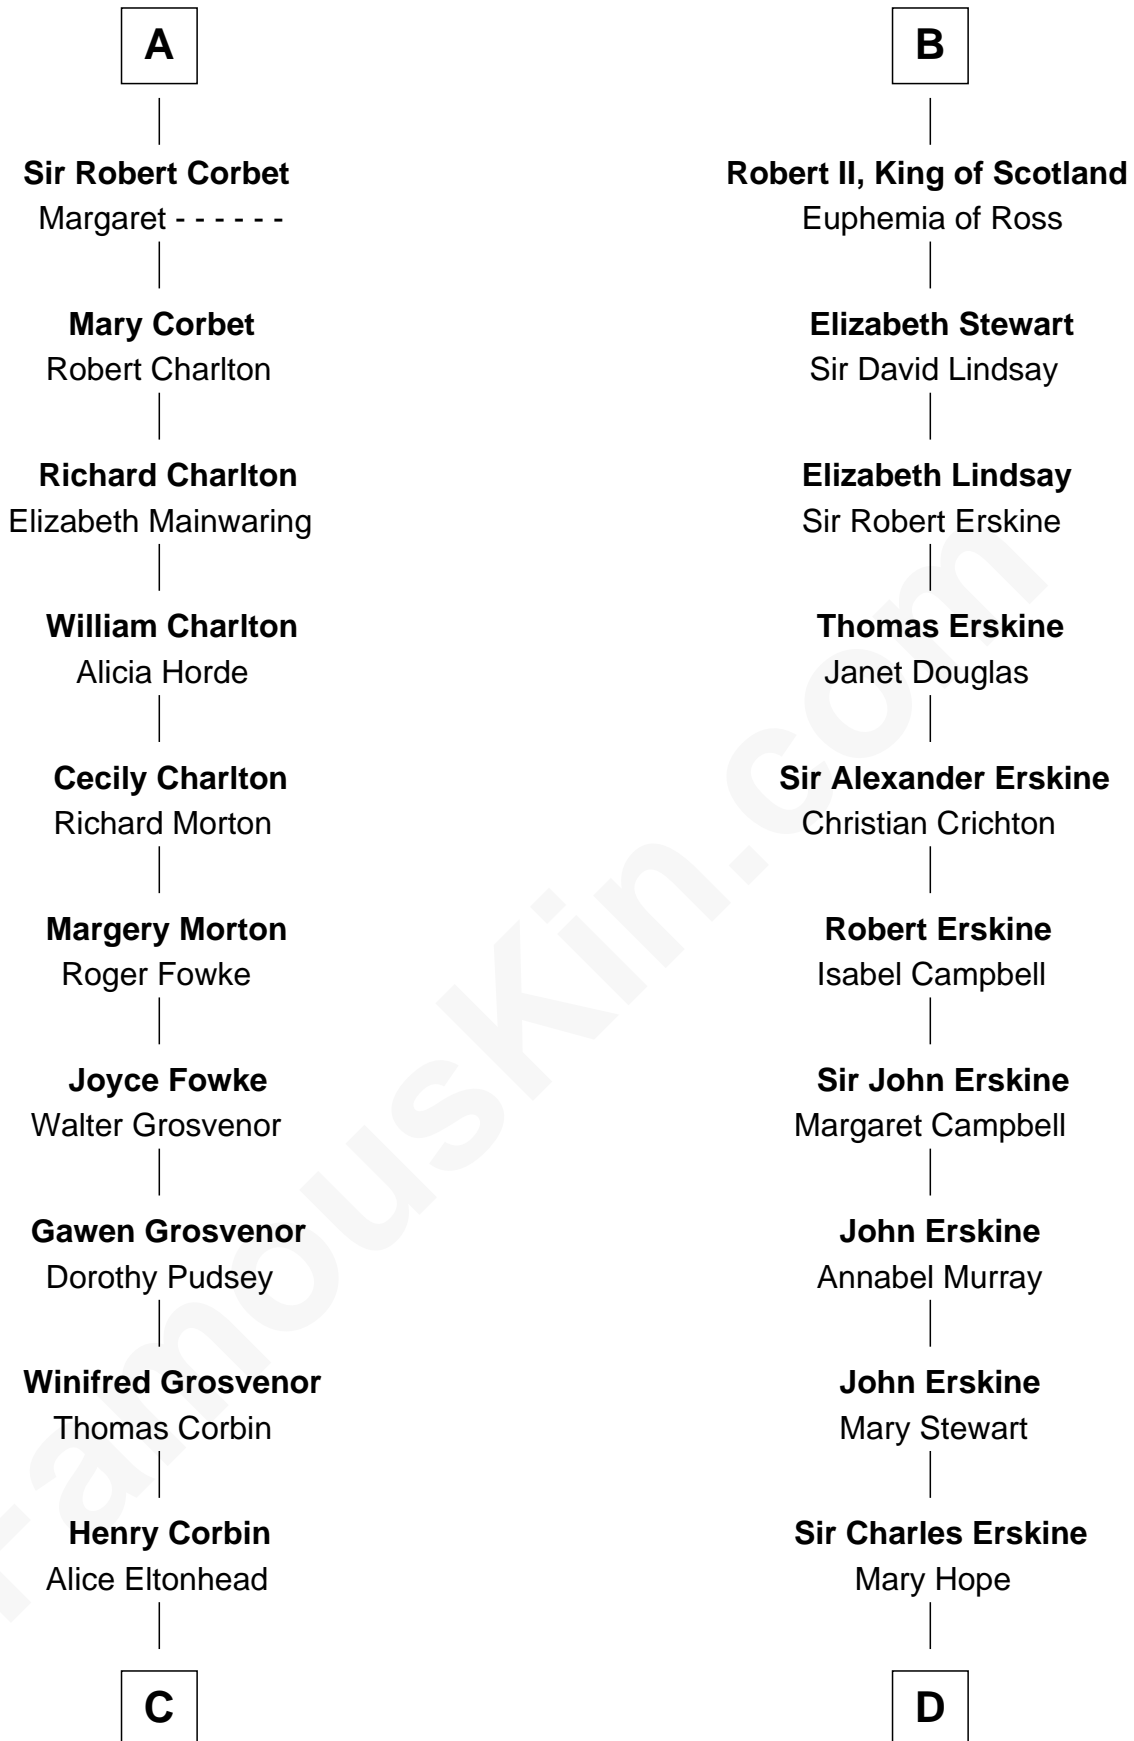 A
Sir Robert Corbet
Margaret - - - - - -
Mary Corbet
Robert Charlton
Richard Charlton
Elizabeth Mainwaring
William Charlton
Alicia Horde
Cecily Charlton
Richard Morton
Margery Morton
Roger Fowke
Joyce Fowke
Walter Grosvenor
Gawen Grosvenor
Dorothy Pudsey
Winifred Grosvenor
Thomas Corbin
Henry Corbin
Alice Eltonhead
C
B
Robert II, King of Scotland
Euphemia of Ross
Elizabeth Stewart
Sir David Lindsay
Elizabeth Lindsay
Sir Robert Erskine
Thomas Erskine
Janet Douglas
Sir Alexander Erskine
Christian Crichton
Robert Erskine
Isabel Campbell
Sir John Erskine
Margaret Campbell
John Erskine
Annabel Murray
John Erskine
Mary Stewart
Sir Charles Erskine
Mary Hope
D
FamousKin.com